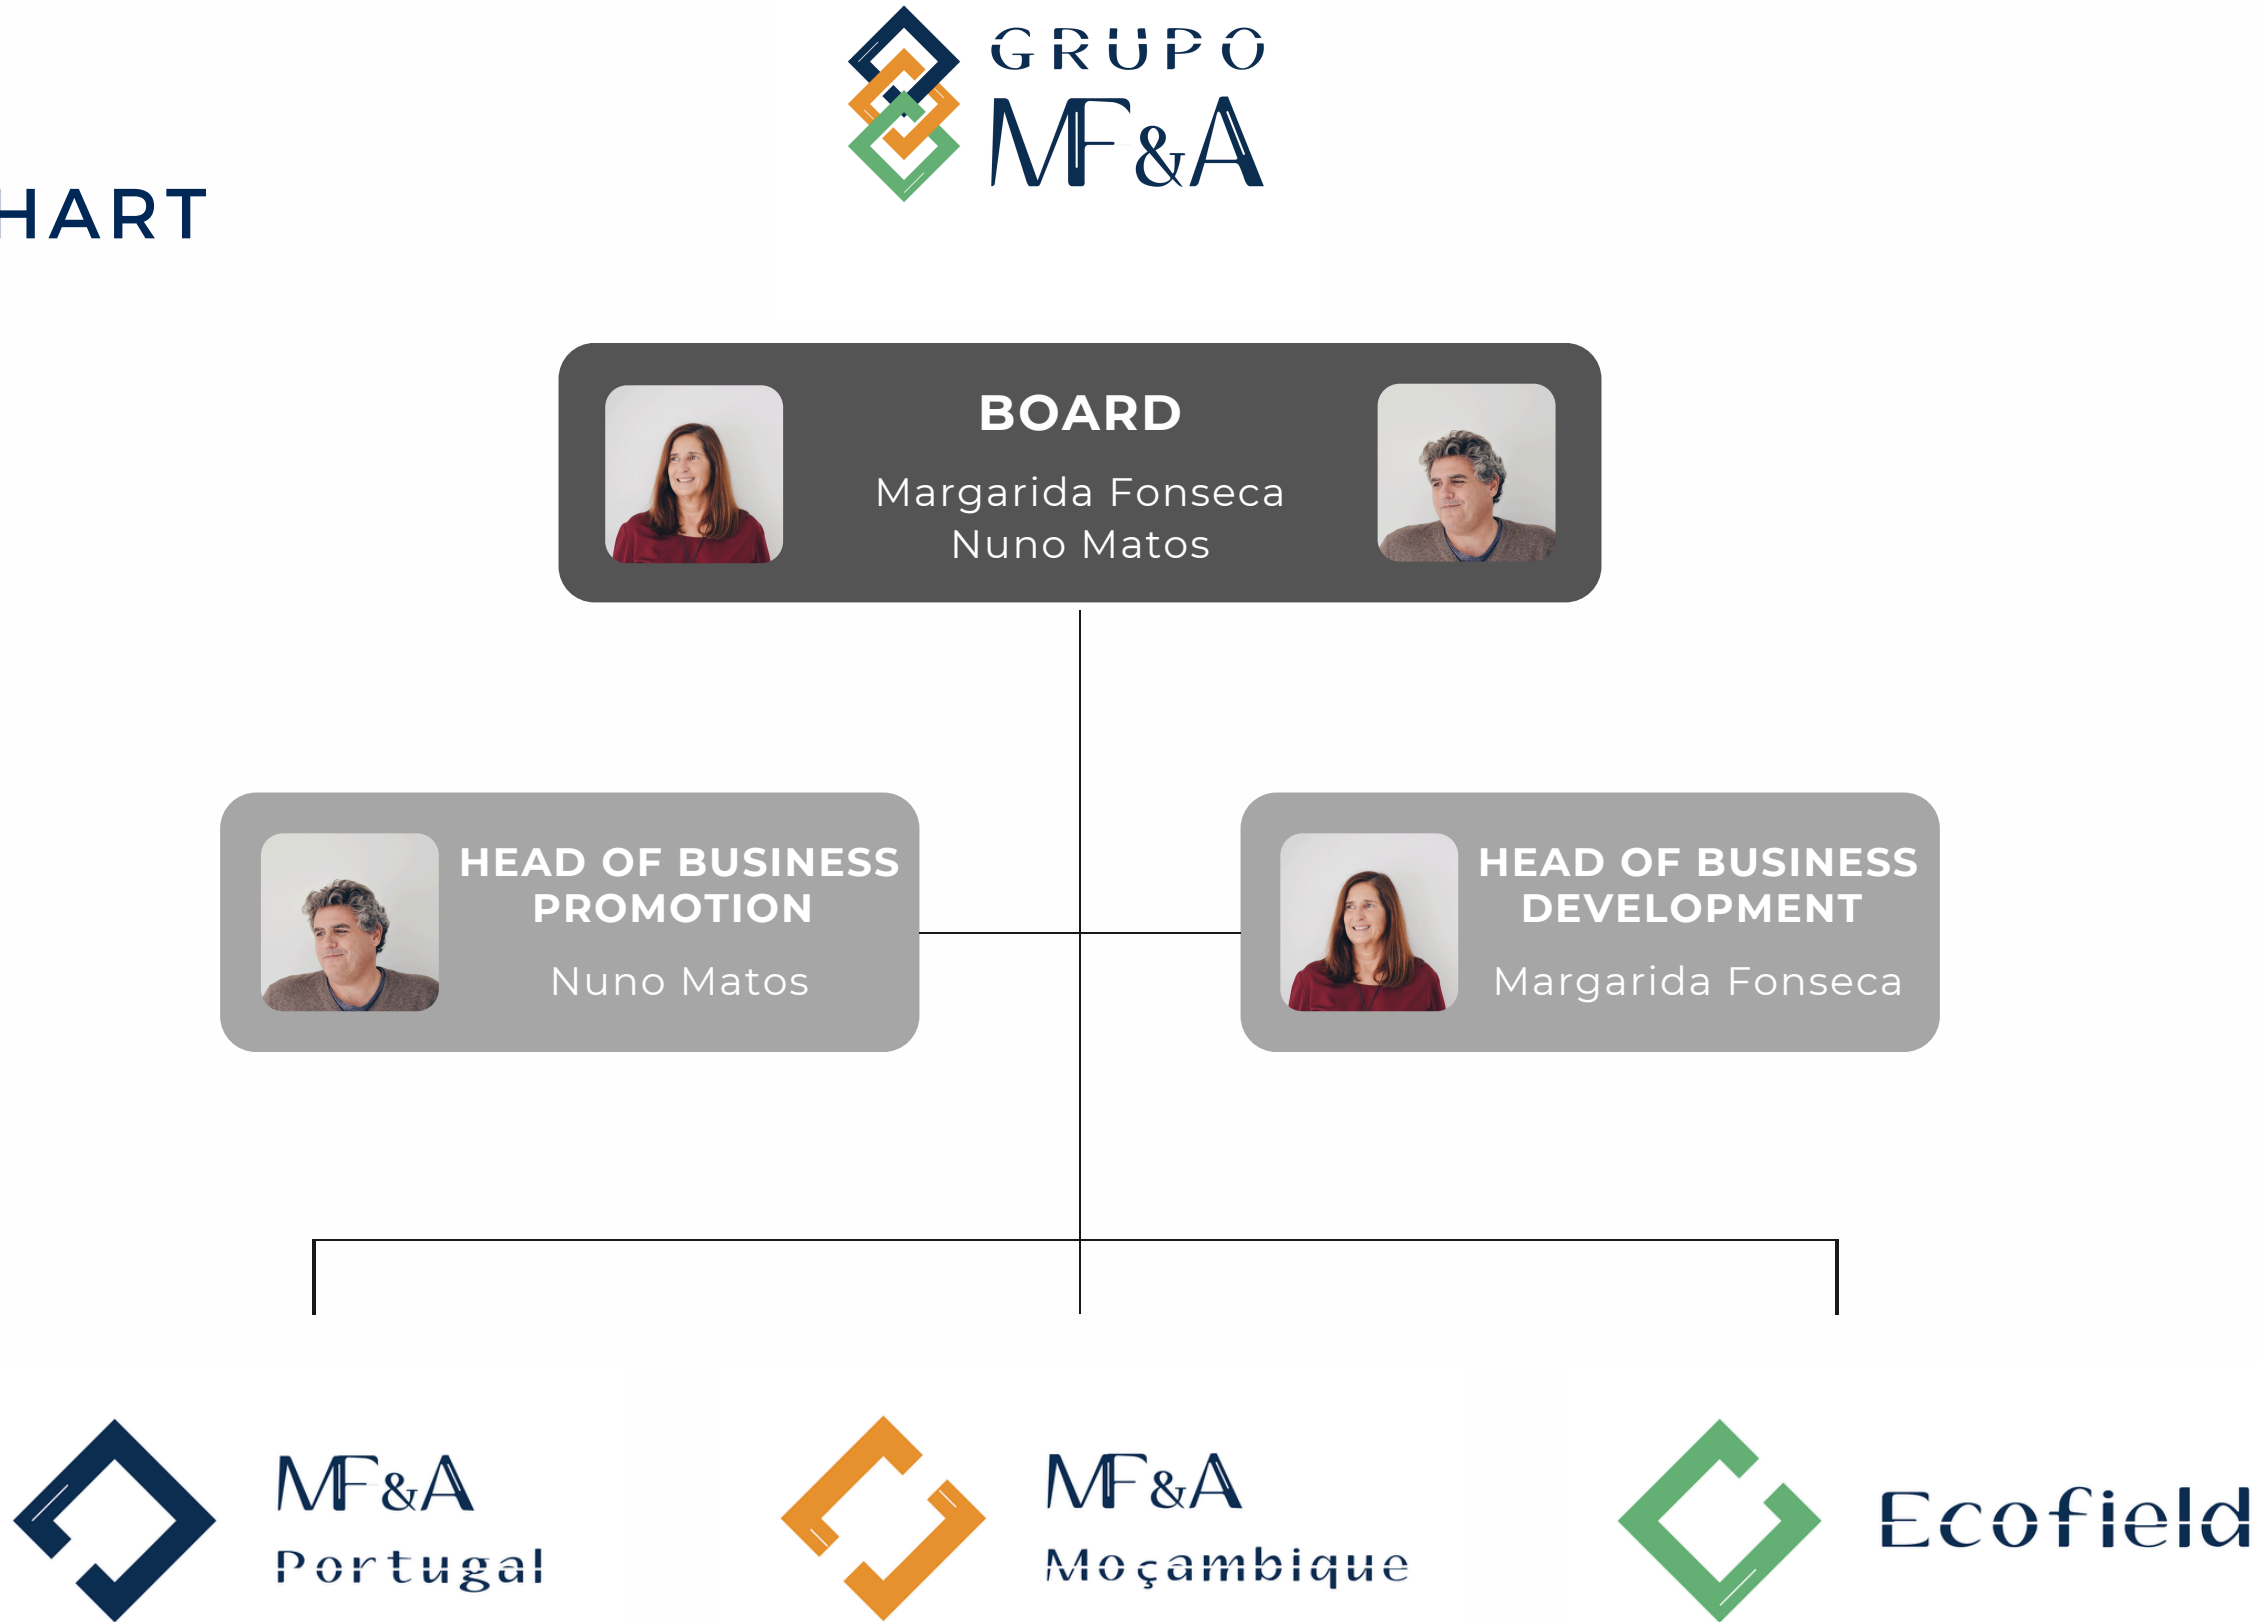 GRUPO
MF&A
HART
BOARD
Margarida Fonseca
Nuno Matos
HEAD OF BUSINESS
PROMOTION
Nuno Matos
HEAD OF BUSINESS
DEVELOPMENT
Margarida Fonseca
MF&A
Portugal
MF&A
Moçambique
Ecofield